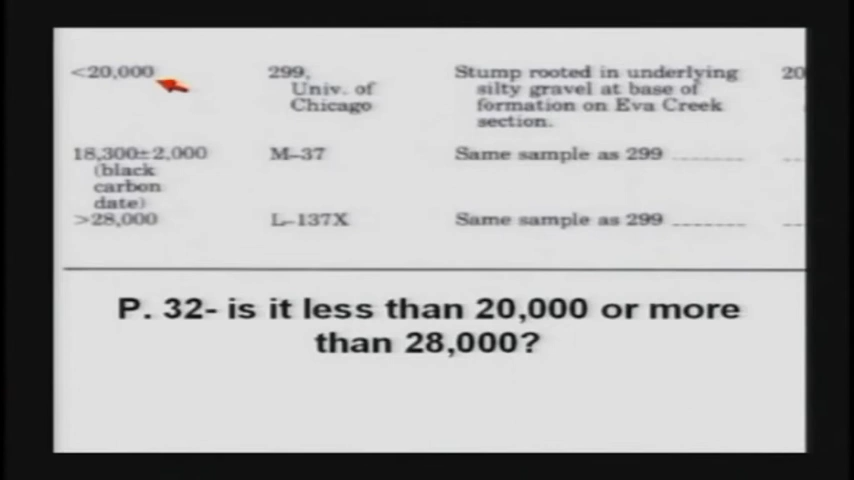 <20,000 299, Stump rooted in underlying 20
Univ. of silty gravel at base of
Chicago formation on Eva Creek
section.
18,300±2,000 M–37 Same sample as 299
(black
carbon
date)
>28,000 L–137X Same sample as 299
P. 32- is it less than 20,000 or more
than 28,000?